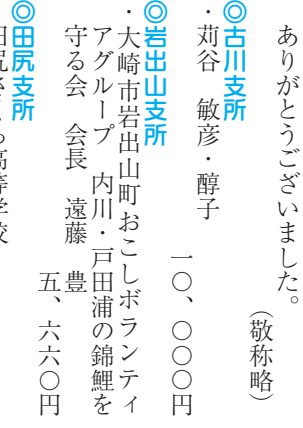 ありがとうございました。
（敬称略）
◎古川支所
・苅谷　敏彦・醇子
一〇、〇〇〇円
◎岩出山支所
・大崎市岩出山町おこしボランティ
アグループ　内川・戸田浦の錦鯉を
守る会　会長　遠藤　豊
五、六六〇円
◎田尻支所